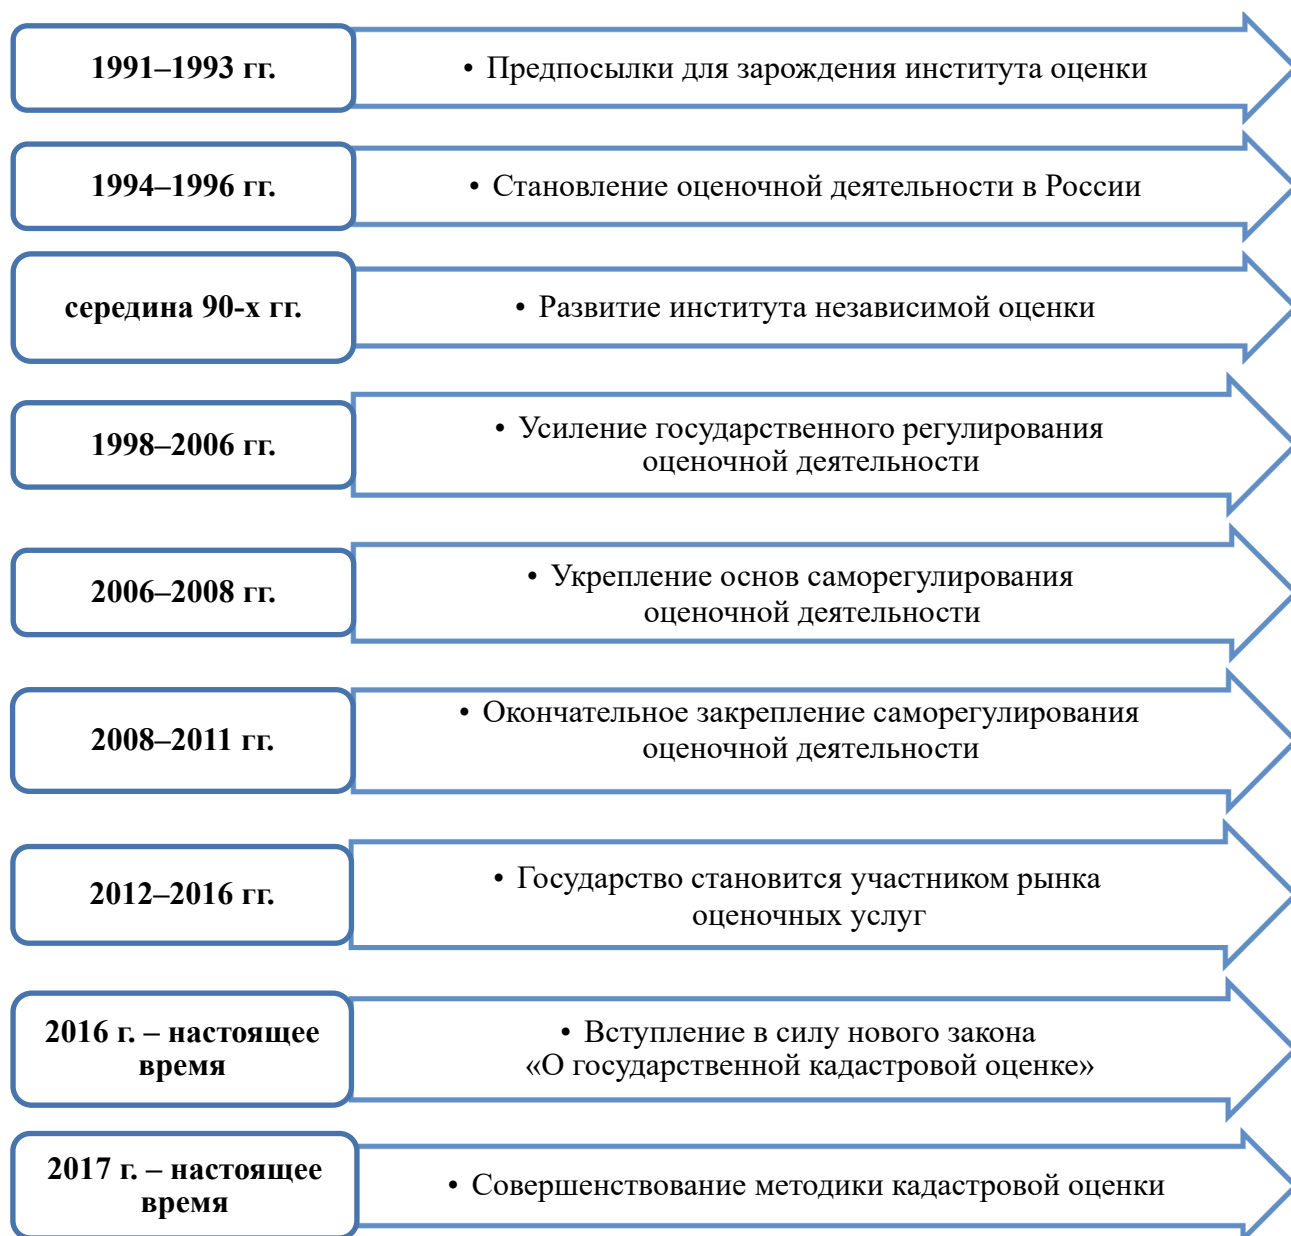 1991–1993 гг.
• Предпосылки для зарождения института оценки
1994–1996 гг.
• Становление оценочной деятельности в России
середина 90-х гг.
• Развитие института независимой оценки
1998–2006 гг.
• Усиление государственного регулирования
оценочной деятельности
2006–2008 гг.
• Укрепление основ саморегулирования
оценочной деятельности
2008–2011 гг.
• Окончательное закрепление саморегулирования
оценочной деятельности
2012–2016 гг.
• Государство становится участником рынка
оценочных услуг
2016 г. – настоящее
время
• Вступление в силу нового закона
«О государственной кадастровой оценке»
2017 г. – настоящее
время
• Совершенствование методики кадастровой оценки